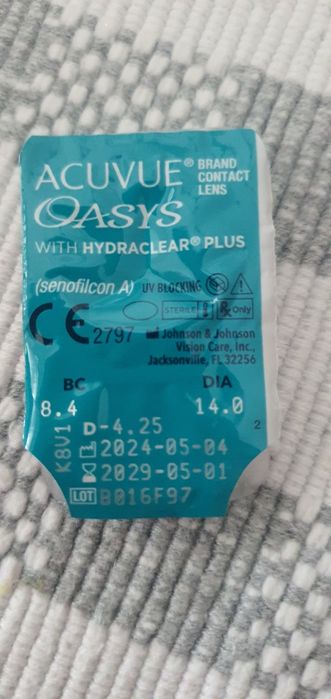 ACUVUE® BRAND CONTACT LENS
OASYS
WITH HYDRACLEAR® PLUS
(senofilcon A) UV BLOCKING
CE 2797 STERILE Rx Only
Johnson & Johnson
Vision Care, Inc.,
Jacksonville, FL 32256
BC DIA
8.4 14.0
K8V1 D-4.25 2
2024-05-04
2029-05-01
LOT B016F97